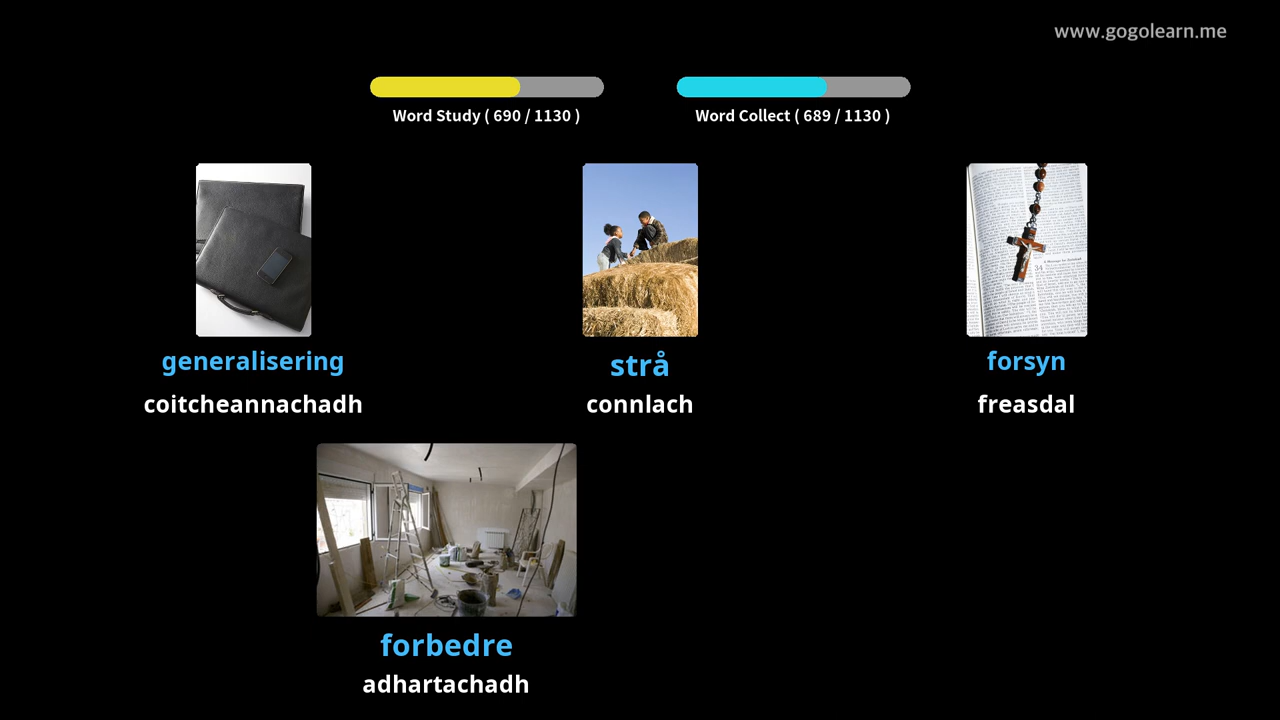 www.gogolearn.me
Word Study ( 690 / 1130 )
Word Collect ( 689 / 1130 )
generalisering
strå
forsyn
coitcheannachadh
connlach
freasdal
forbedre
adhartachadh